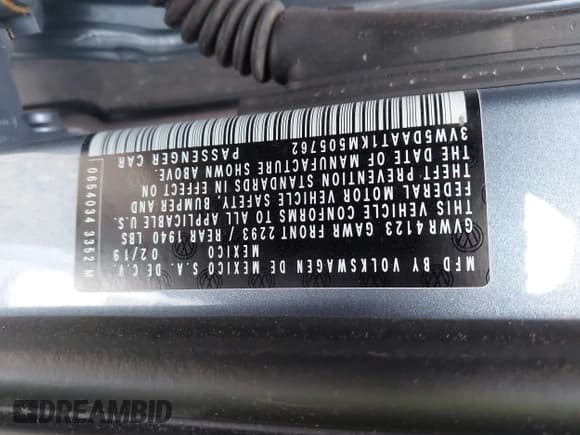 MFD BY VOLKSWAGEN DE MEXICO S.A. DE C.V.
MEXICO 02/19
GVWR 4123 GAWR FRONT 2293 / REAR 1940 LBS
THIS VEHICLE CONFORMS TO ALL APPLICABLE U.S.
FEDERAL MOTOR VEHICLE SAFETY, BUMPER AND
THEFT PREVENTION STANDARDS IN EFFECT ON
THE DATE OF MANUFACTURE SHOWN ABOVE.
3VW5DAAT1KM505762 PASSENGER CAR
0654034 3352 M
DREAMBID